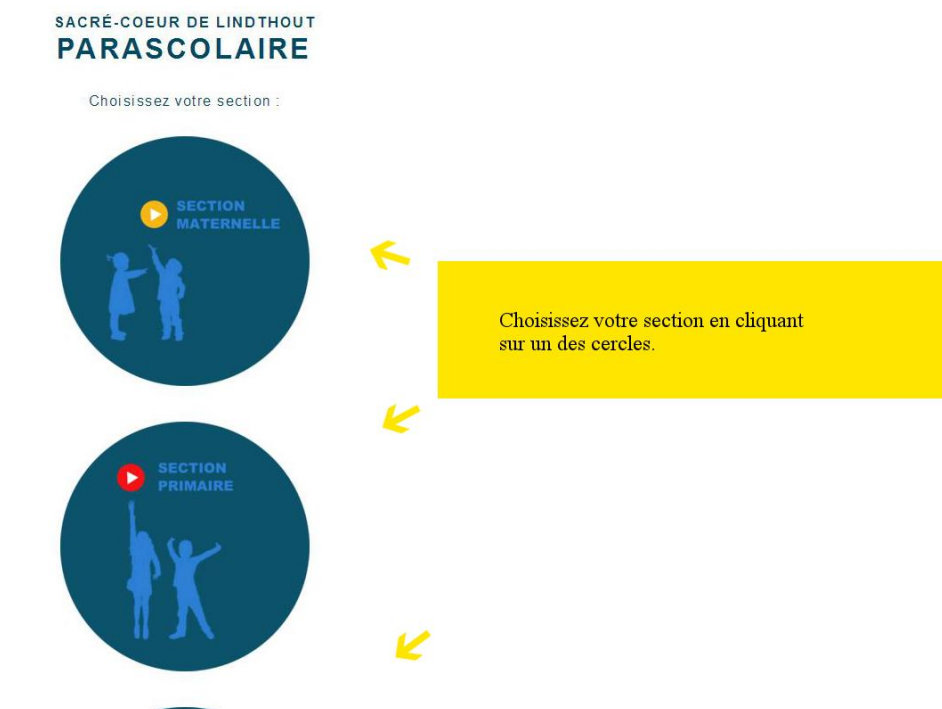 SACRÉ-COEUR DE LINDTHOUT
PARASCOLAIRE
Choisissez votre section :
SECTION
MATERNELLE
Choisissez votre section en cliquant
sur un des cercles.
SECTION
PRIMAIRE